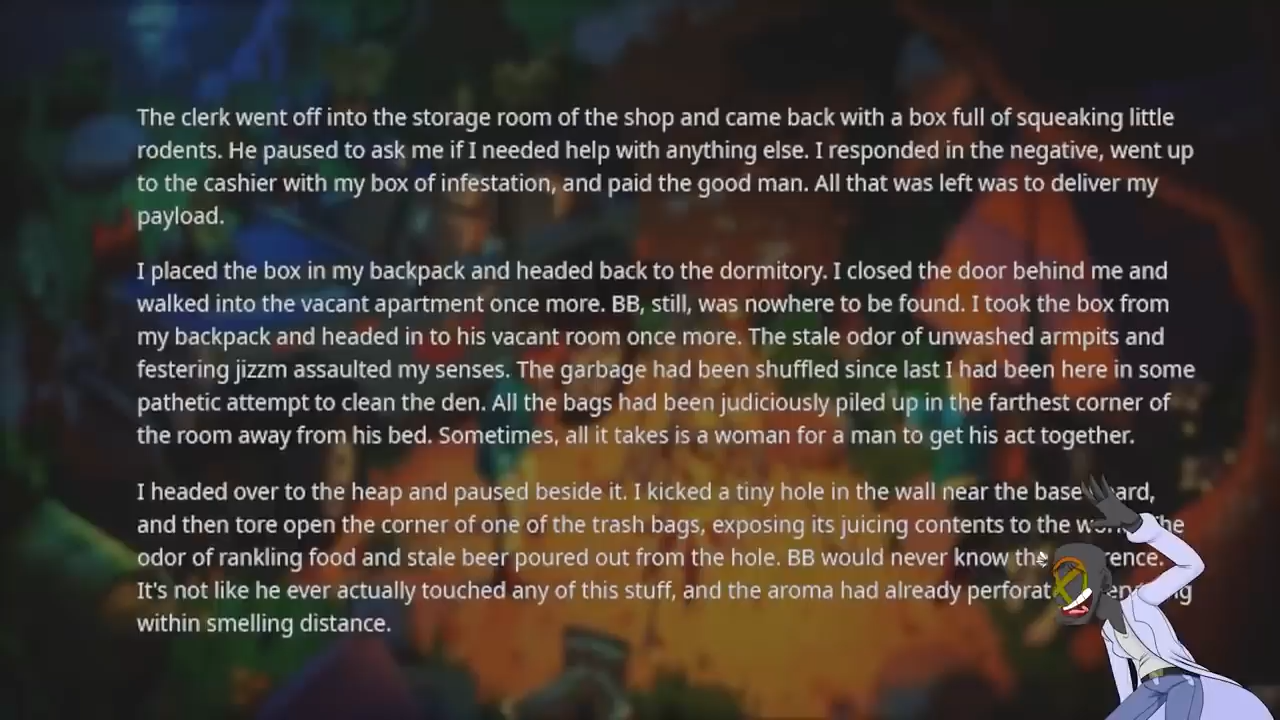 The clerk went off into the storage room of the shop and came back with a box full of squeaking little
rodents. He paused to ask me if I needed help with anything else. I responded in the negative, went up
to the cashier with my box of infestation, and paid the good man. All that was left was to deliver my
payload.
I placed the box in my backpack and headed back to the dormitory. I closed the door behind me and
walked into the vacant apartment once more. BB, still, was nowhere to be found. I took the box from
my backpack and headed in to his vacant room once more. The stale odor of unwashed armpits and
festering jizzm assaulted my senses. The garbage had been shuffled since last I had been here in some
pathetic attempt to clean the den. All the bags had been judiciously piled up in the farthest corner of
the room away from his bed. Sometimes, all it takes is a woman for a man to get his act together.
I headed over to the heap and paused beside it. I kicked a tiny hole in the wall near the
and then tore open the corner of one of the trash bags, exposing its juicing contents to the
odor of rankling food and stale beer poured out from the hole. BB would never know
It's not like he ever actually touched any of this stuff, and the aroma had already
within smelling distance.